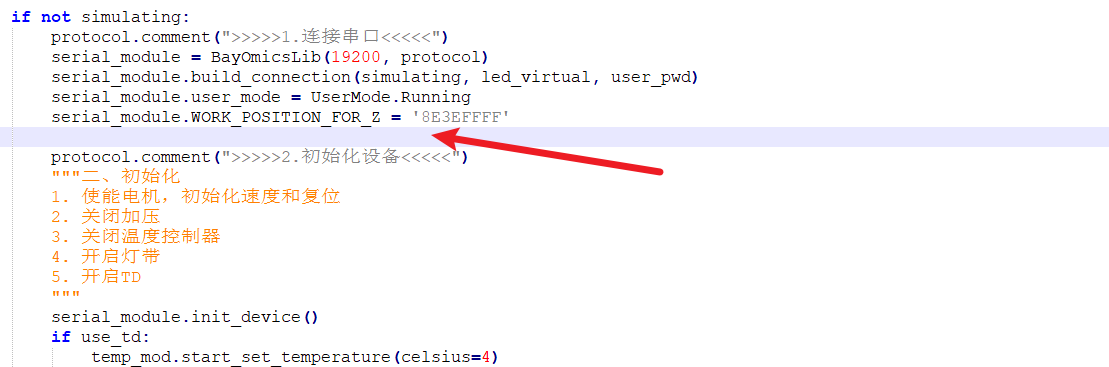 if not simulating:
protocol.comment(">>>>>1.连接串口<<<<<")
serial_module = BayOmicsLib(19200, protocol)
serial_module.build_connection(simulating, led_virtual, user_pwd)
serial_module.user_mode = UserMode.Running
serial_module.WORK_POSITION_FOR_Z = '8E3EFFFF'
protocol.comment(">>>>>2.初始化设备<<<<<")
"""二、初始化
1. 使能电机，初始化速度和复位
2. 关闭加压
3. 关闭温度控制器
4. 开启灯带
5. 开启TD
"""
serial_module.init_device()
if use_td:
temp_mod.start_set_temperature(celsius=4)